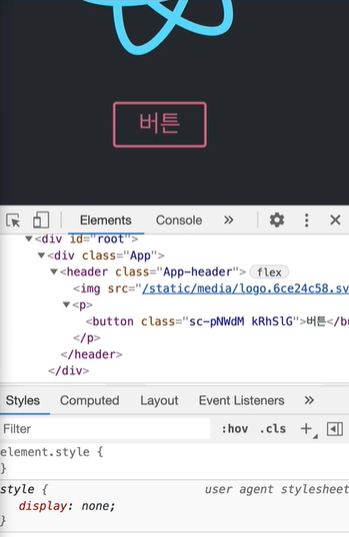 버튼
Elements Console »
▼<div id="root">
▼<div class="App">
▼<header class="App-header"> flex
<img src="/static/media/logo.6ce24c58.sv
▼<p>
<button class="sc-pNWdM kRhSlG">버튼</b
</p>
</header>
</div>
Styles Computed Layout Event Listeners »
Filter :hov .cls +
element.style {
}
style { user agent stylesheet
display: none;
}